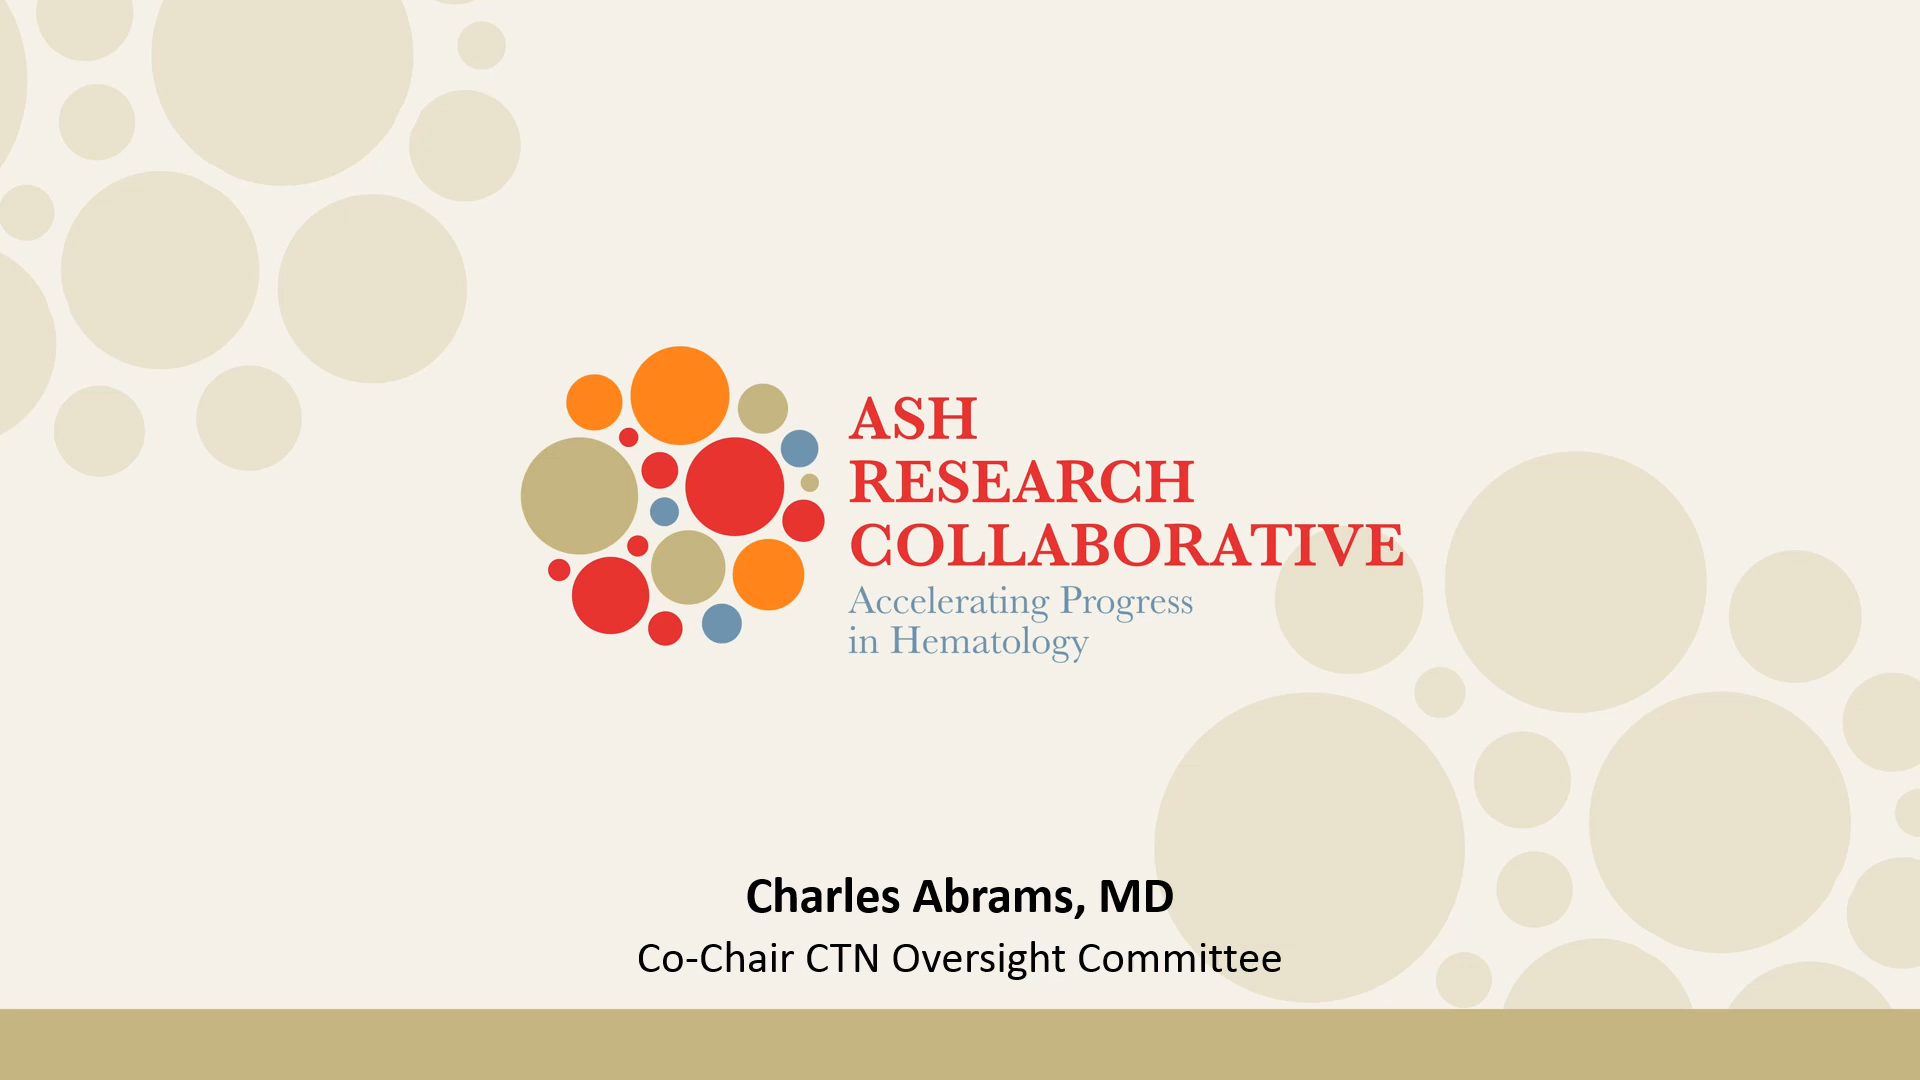 ASH
RESEARCH
COLLABORATIVE
Accelerating Progress
in Hematology
Charles Abrams, MD
Co-Chair CTN Oversight Committee